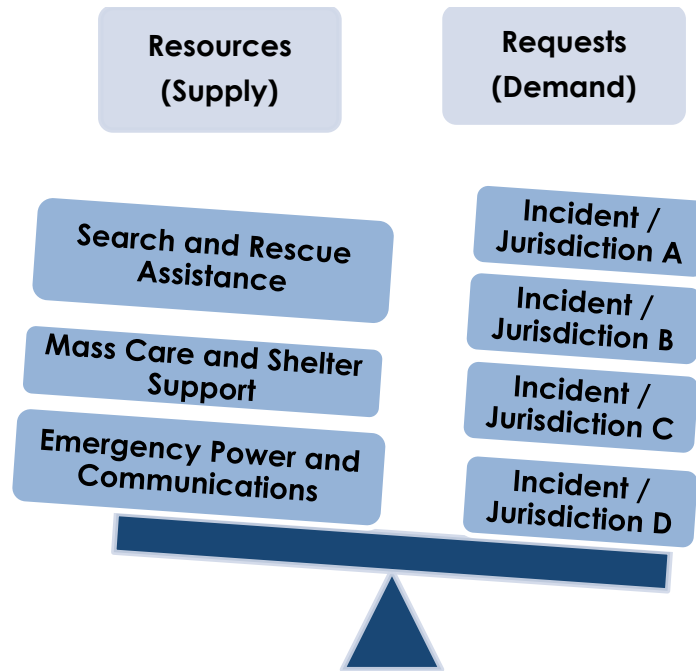 Resources
(Supply)
Requests
(Demand)
Search and Rescue
Assistance
Mass Care and Shelter
Support
Emergency Power and
Communications
Incident /
Jurisdiction A
Incident /
Jurisdiction B
Incident /
Jurisdiction C
Incident /
Jurisdiction D